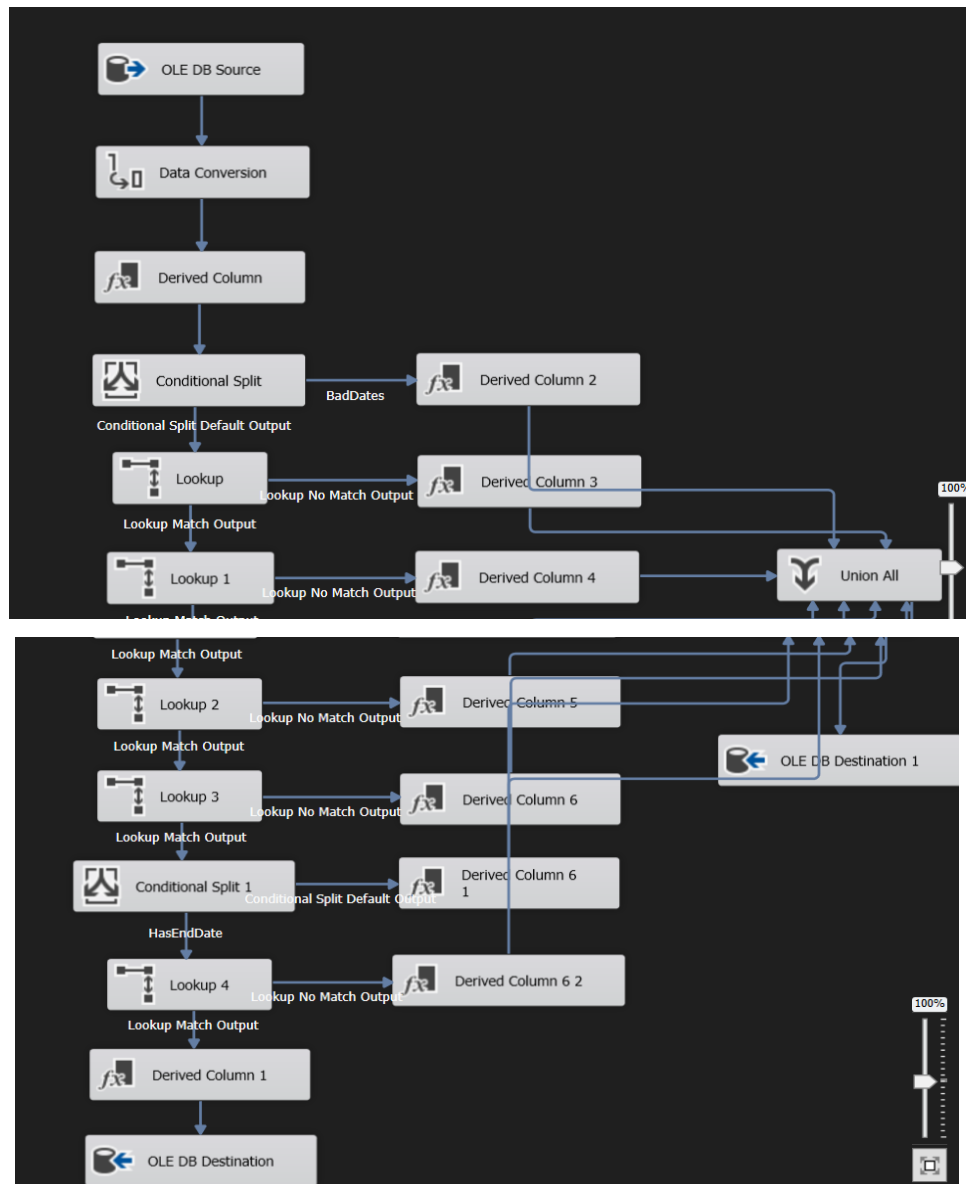 OLE DB Source
Data Conversion
Derived Column
Conditional Split
BadDates
Derived Column 2
Conditional Split Default Output
Lookup
Lookup No Match Output
Derived Column 3
100%
Lookup Match Output
Lookup 1
Lookup No Match Output
Derived Column 4
Union All
Lookup Match Output
Lookup Match Output
Lookup 2
Lookup No Match Output
Derived Column 5
Lookup Match Output
OLE DB Destination 1
Lookup 3
Lookup No Match Output
Derived Column 6
Lookup Match Output
Conditional Split 1
Conditional Split Default Output
Derived Column 6
1
HasEndDate
Lookup 4
Lookup No Match Output
Derived Column 6 2
100%
Lookup Match Output
Derived Column 1
OLE DB Destination